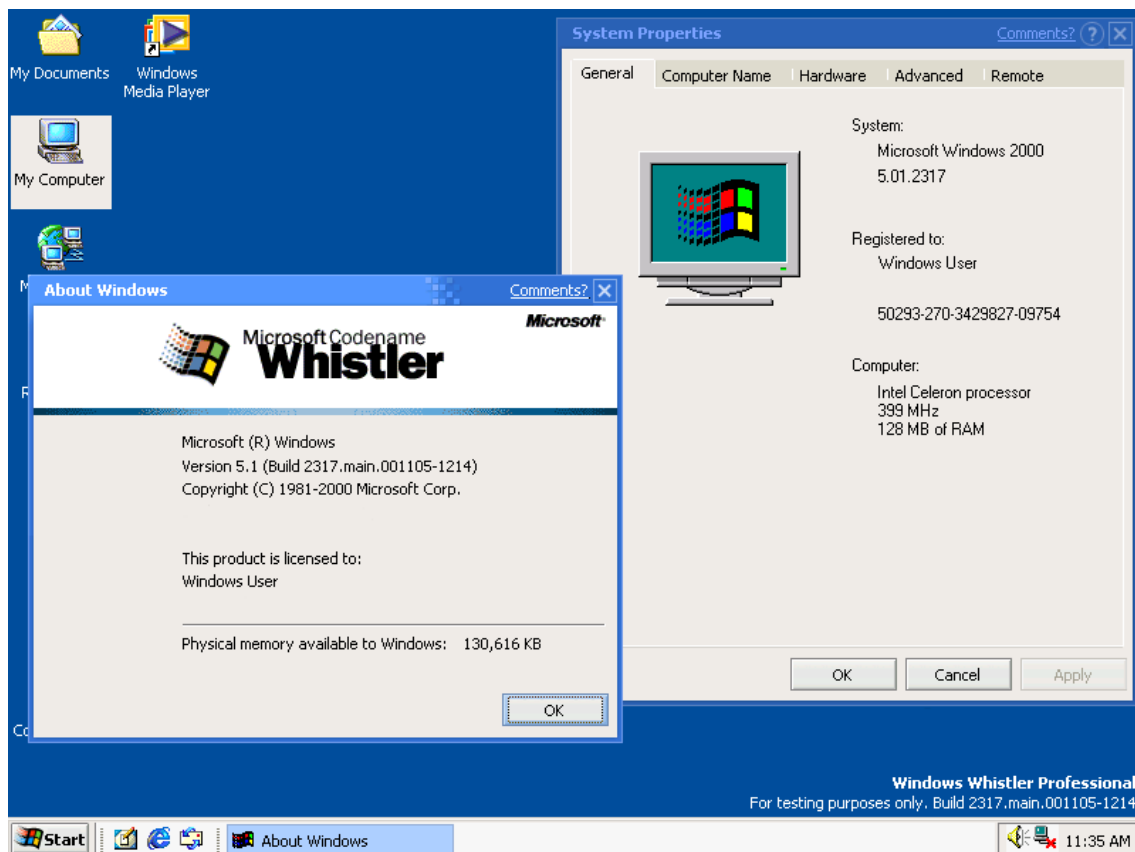 My Documents
Windows
Media Player
My Computer
System Properties
Comments?
General
Computer Name
Hardware
Advanced
Remote
System:
Microsoft Windows 2000
5.01.2317
Registered to:
Windows User
50293-270-3429827-09754
Computer:
Intel Celeron processor
399 MHz
128 MB of RAM
OK
Cancel
Apply
About Windows
Comments?
Microsoft
Microsoft Codename
Whistler
Microsoft (R) Windows
Version 5.1 (Build 2317.main.001105-1214)
Copyright (C) 1981-2000 Microsoft Corp.
This product is licensed to:
Windows User
Physical memory available to Windows: 130,616 KB
OK
Windows Whistler Professional
For testing purposes only. Build 2317.main.001105-1214
Start
About Windows
11:35 AM